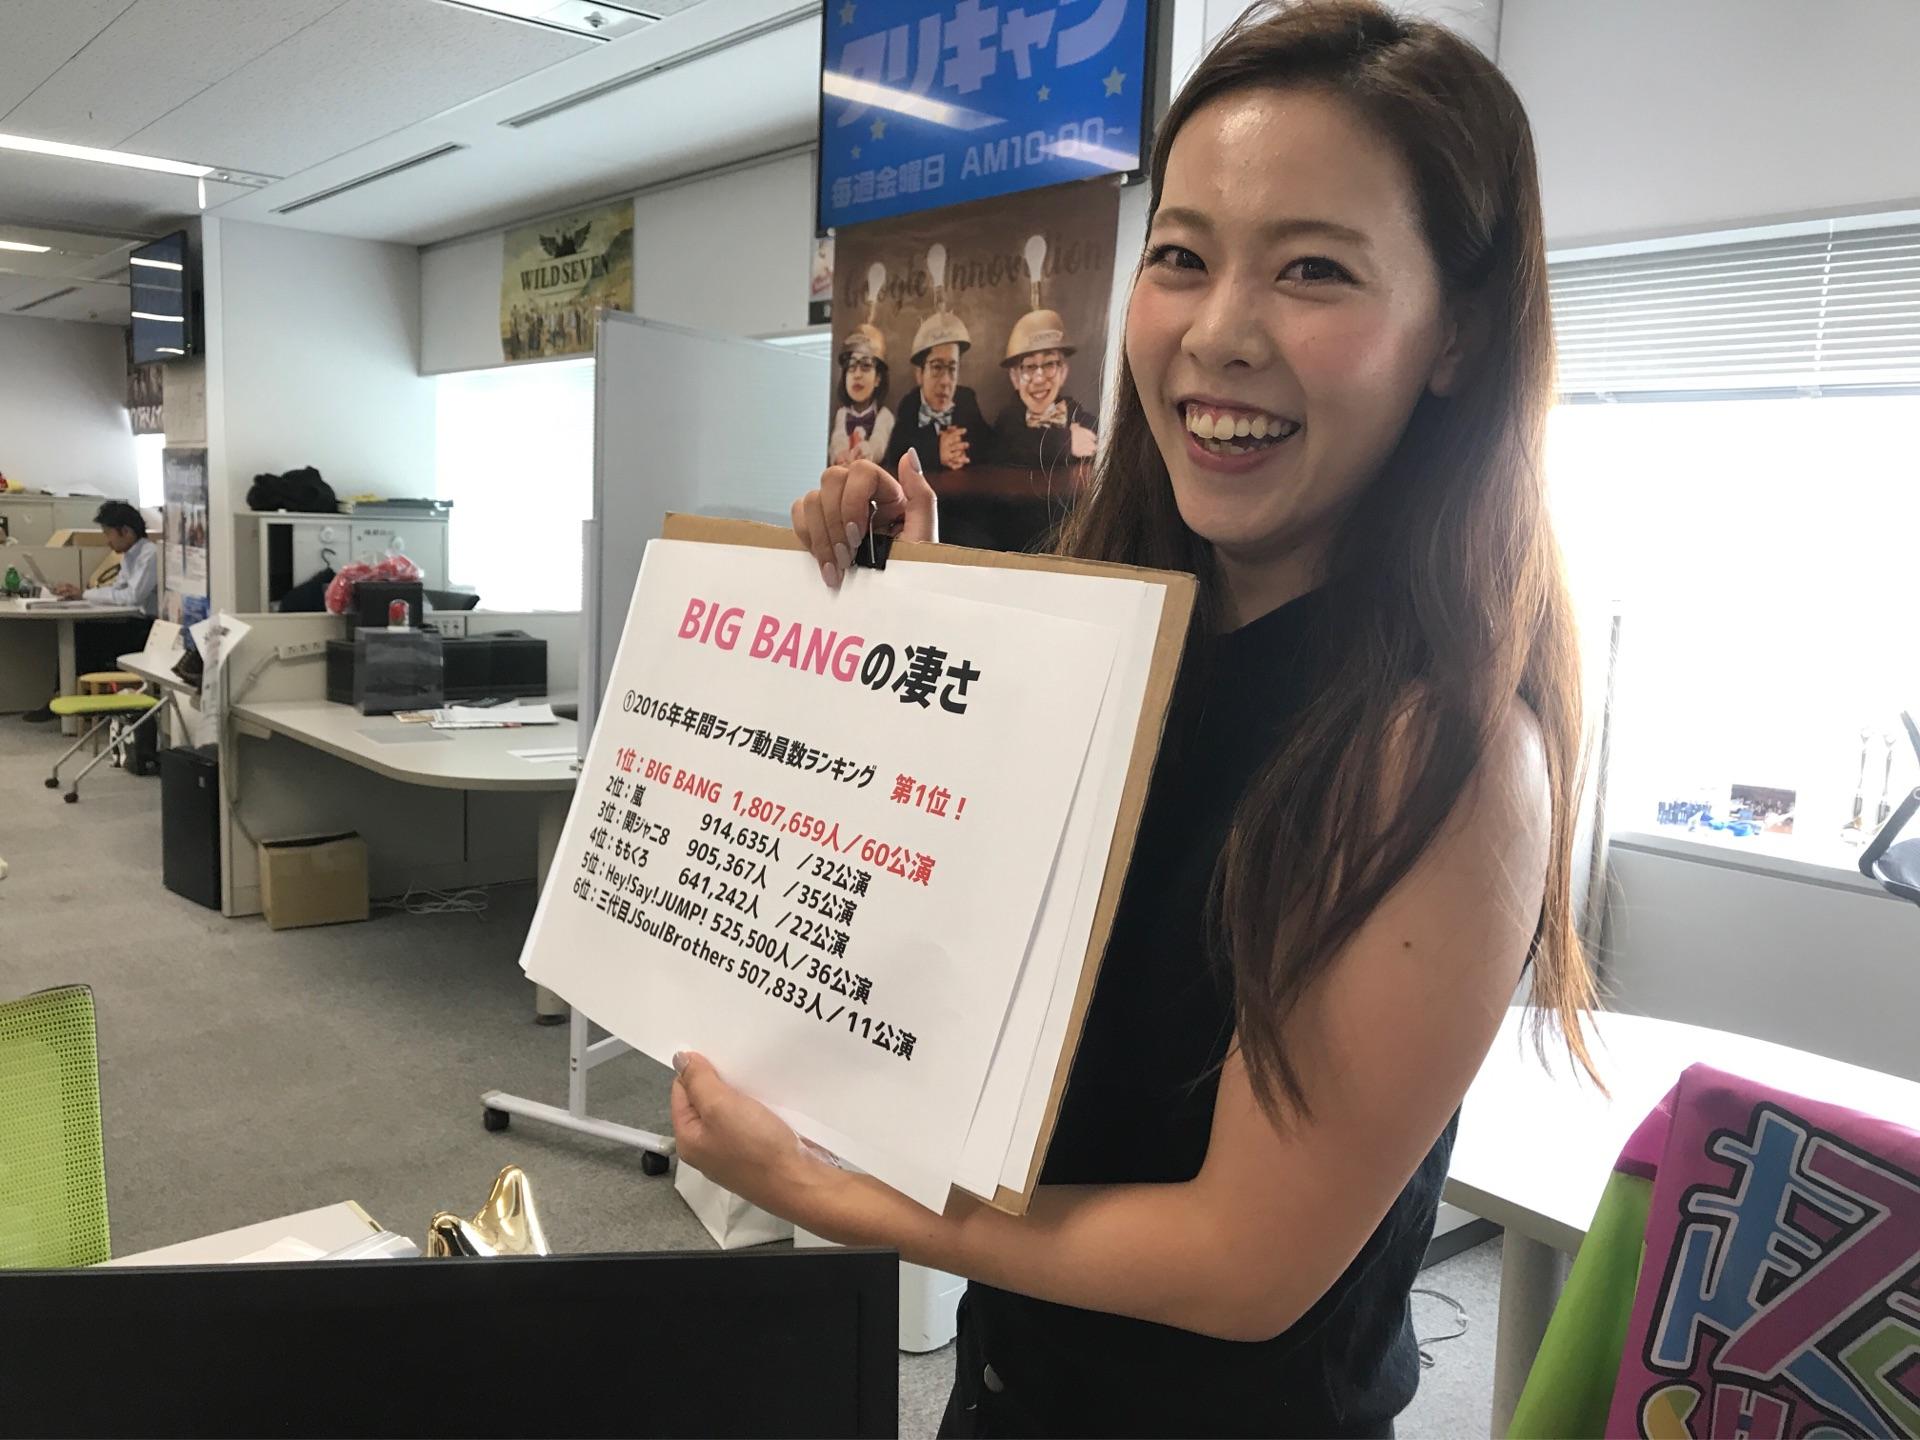 クリキャン
毎週金曜日 AM10:00~
WILD SEVEN
Google Innovation
BIG BANGの凄さ
①2016年年間ライブ動員数ランキング 第1位！
1位：BIG BANG 1,807,659人／60公演
2位：嵐 914,635人 /32公演
3位：関ジャニ8 905,367人 /35公演
4位：ももくろ 641,242人 /22公演
5位：Hey!Say!JUMP! 525,500人／36公演
6位：三代目JSoulBrothers 507,833人／11公演